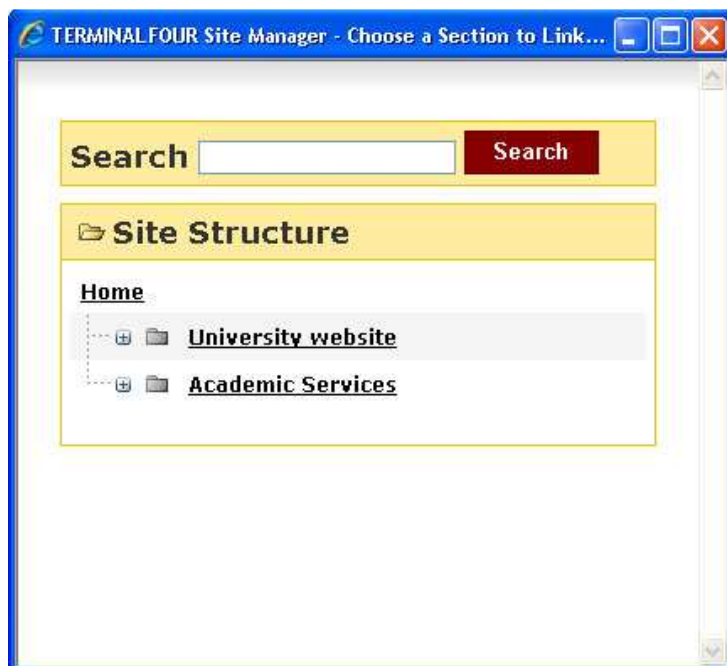 TERMINALFOUR Site Manager - Choose a Section to Link...
Search Search
Site Structure
Home
University website
Academic Services